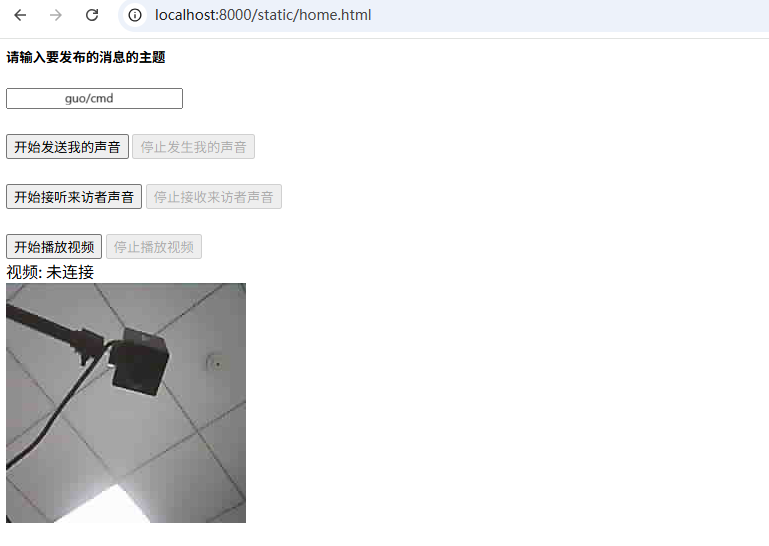 localhost:8000/static/home.html
请输入要发布的消息的主题
guo/cmd
开始发送我的声音 停止发生我的声音
开始接听来访者声音 停止接收来访者声音
开始播放视频 停止播放视频
视频: 未连接